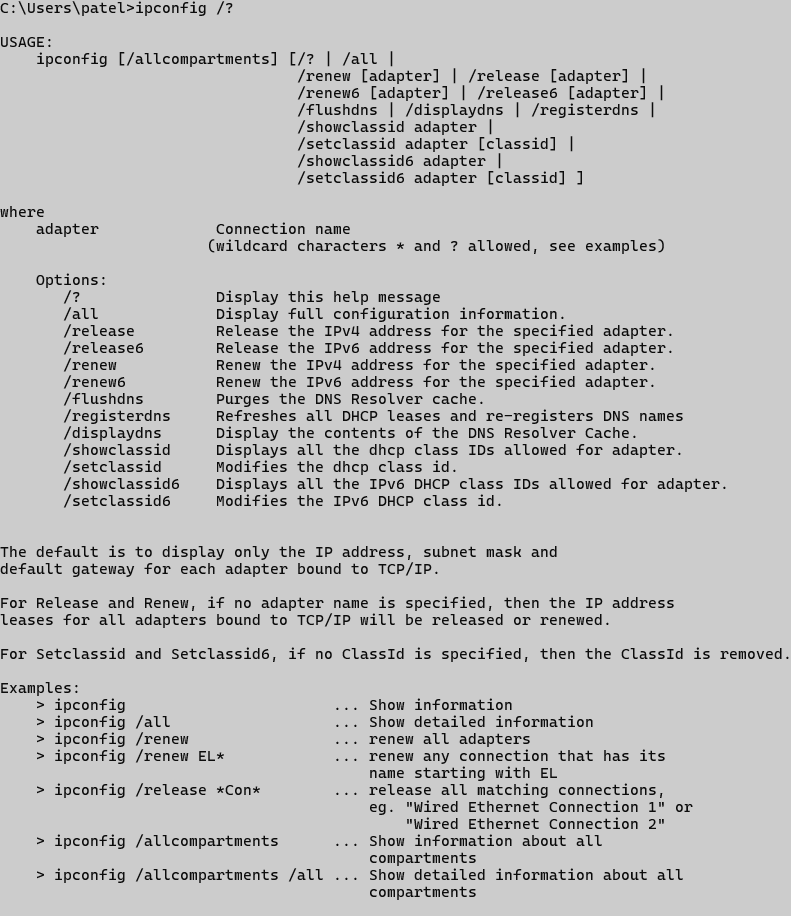 C:\Users\patel>ipconfig /?

USAGE:
    ipconfig [/allcompartments] [/? | /all |
                                 /renew [adapter] | /release [adapter] |
                                 /renew6 [adapter] | /release6 [adapter] |
                                 /flushdns | /displaydns | /registerdns |
                                 /showclassid adapter |
                                 /setclassid adapter [classid] |
                                 /showclassid6 adapter |
                                 /setclassid6 adapter [classid] ]

where
    adapter             Connection name
                       (wildcard characters * and ? allowed, see examples)

    Options:
       /?               Display this help message
       /all             Display full configuration information.
       /release         Release the IPv4 address for the specified adapter.
       /release6        Release the IPv6 address for the specified adapter.
       /renew           Renew the IPv4 address for the specified adapter.
       /renew6          Renew the IPv6 address for the specified adapter.
       /flushdns        Purges the DNS Resolver cache.
       /registerdns     Refreshes all DHCP leases and re-registers DNS names
       /displaydns      Display the contents of the DNS Resolver Cache.
       /showclassid     Displays all the dhcp class IDs allowed for adapter.
       /setclassid      Modifies the dhcp class id.
       /showclassid6    Displays all the IPv6 DHCP class IDs allowed for adapter.
       /setclassid6     Modifies the IPv6 DHCP class id.


The default is to display only the IP address, subnet mask and
default gateway for each adapter bound to TCP/IP.

For Release and Renew, if no adapter name is specified, then the IP address
leases for all adapters bound to TCP/IP will be released or renewed.

For Setclassid and Setclassid6, if no ClassId is specified, then the ClassId is removed.

Examples:
    > ipconfig                       ... Show information
    > ipconfig /all                  ... Show detailed information
    > ipconfig /renew                ... renew all adapters
    > ipconfig /renew EL*            ... renew any connection that has its
                                         name starting with EL
    > ipconfig /release *Con*        ... release all matching connections,
                                         eg. "Wired Ethernet Connection 1" or
                                             "Wired Ethernet Connection 2"
    > ipconfig /allcompartments      ... Show information about all
                                         compartments
    > ipconfig /allcompartments /all ... Show detailed information about all
                                         compartments